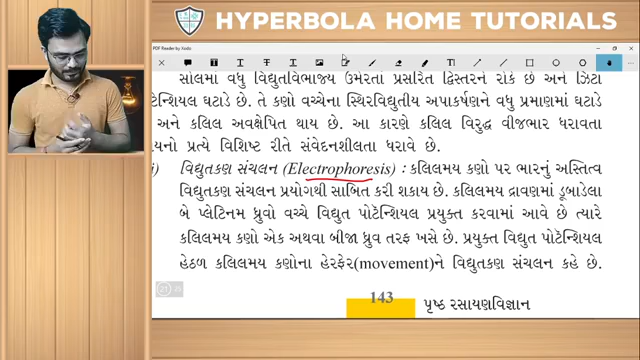 HYPERBOLA HOME TUTORIALS
PDF Reader by Xodo
સોલમાં વધુ વિદ્યુતવિભાજ્ય ઉમેરતાં પ્રસરિત દ્વિસ્તરને રોકે છે અને ઝિટા
ટેન્શિયલ ઘટાડે છે. તે કણો વચ્ચેના સ્થિરવિદ્યુતીય અપાકર્ષણને વધુ પ્રમાણમાં ઘટાડે
અને કલિલ અવક્ષેપિત થાય છે. આ કારણે કલિલ વિરુદ્ધ વીજભાર ધરાવતા
યનો પ્રત્યે વિશિષ્ટ રીતે સંવેદનશીલતા ધરાવે છે.
વિદ્યુતકણ સંચલન (Electrophoresis) : કલિલમય કણો પર ભારનું અસ્તિત્વ
વિદ્યુતકણ સંચલન પ્રયોગથી સાબિત કરી શકાય છે. કલિલમય દ્રાવણમાં ડૂબાડેલા
બે પ્લેટિનમ ધ્રુવો વચ્ચે વિદ્યુત પોટૅન્શિયલ પ્રયુક્ત કરવામાં આવે છે ત્યારે
કલિલમય કણો એક અથવા બીજા ધ્રુવ તરફ ખસે છે. પ્રયુક્ત વિદ્યુત પોટૅન્શિયલ
હેઠળ કલિલમય કણોના હેરફેર(movement)ને વિદ્યુતકણ સંચલન કહે છે.
143 પૃષ્ઠ રસાયણવિજ્ઞાન